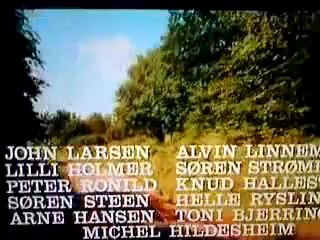 JOHN LARSEN ALVIN LINNEM
LILLI HOLMER SØREN STRØM
PETER RONILD KNUD HALLES
SØREN STEEN HELLE RYSLIN
ARNE HANSEN TONI BJERRING
MICHEL HILDESHEIM